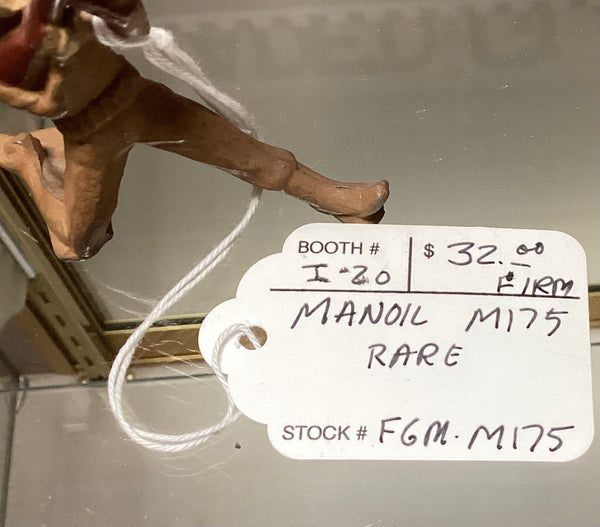 BOOTH # $ 32.00
I-20 FIRM
MANOIL M175
RARE
STOCK # FGM. M175